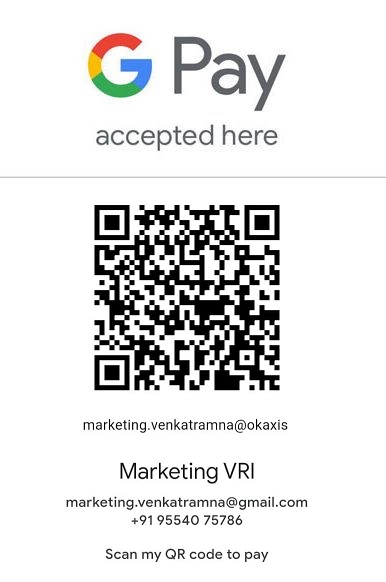 G Pay
accepted here
marketing.venkatramna@okaxis
Marketing VRI
marketing.venkatramna@gmail.com
+91 95540 75786
Scan my QR code to pay